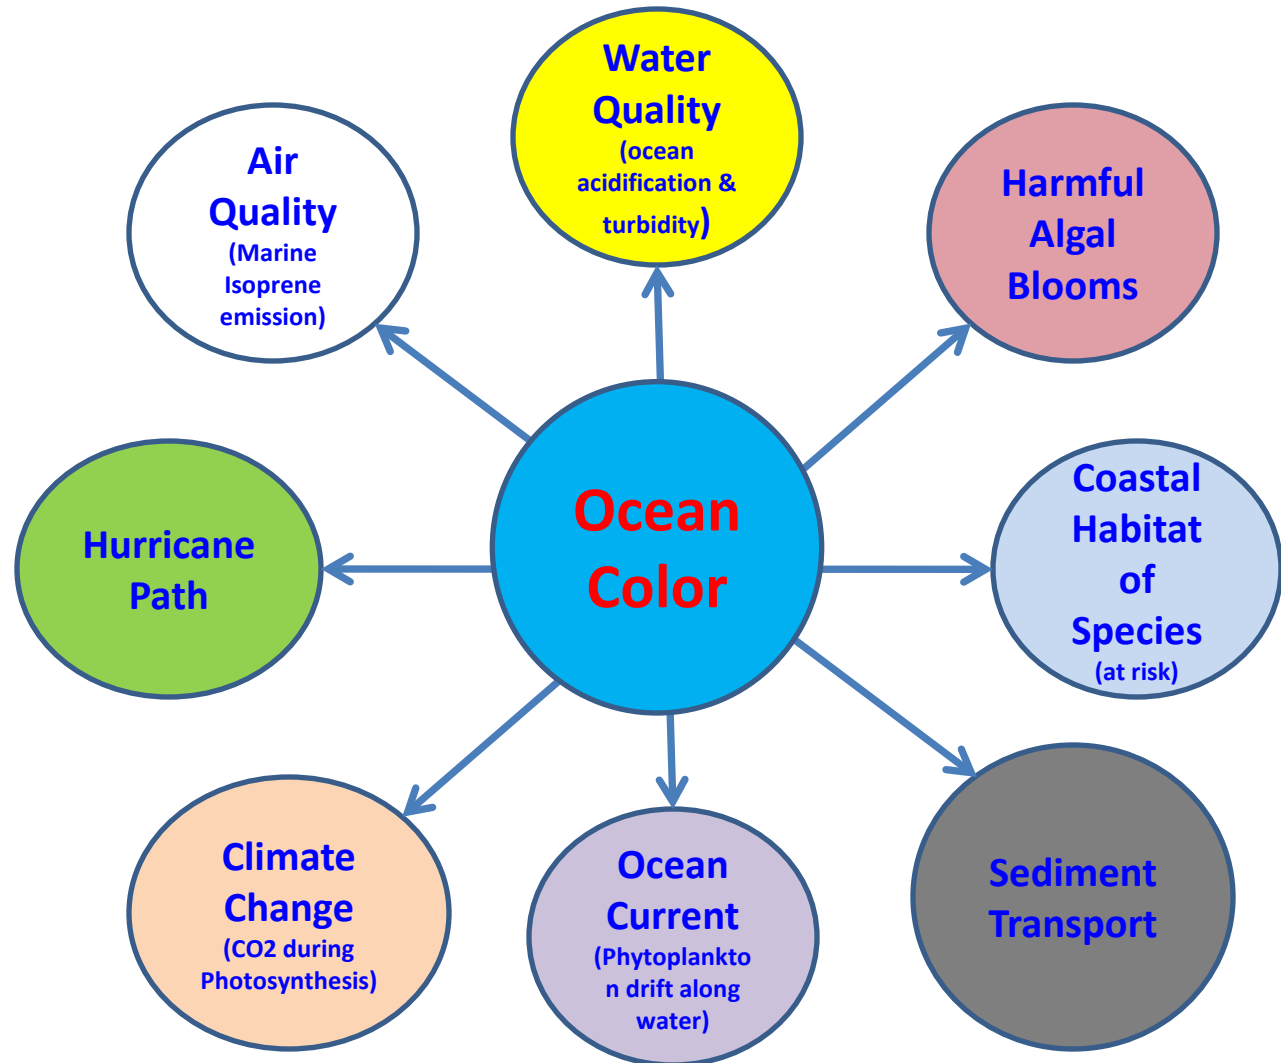 Water
Quality
(ocean
acidification &
turbidity)
Air
Quality
(Marine
Isoprene
emission)
Harmful
Algal
Blooms
Ocean
Color
Coastal
Habitat
of
Species
(at risk)
Hurricane
Path
Climate
Change
(CO2 during
Photosynthesis)
Ocean
Current
(Phytoplankto
n drift along
water)
Sediment
Transport